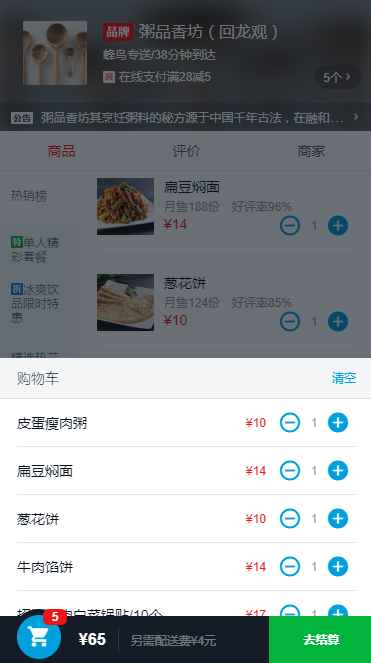 品牌 粥品香坊（回龙观）
蜂鸟专送/38分钟到达
减 在线支付满28减5
5个 >
公告 粥品香坊其烹饪粥料的秘方源于中国千年古法，在融和... >
商品 评价 商家
热销榜
特 单人精彩套餐
折 冰爽饮品限时特惠
扁豆焖面
月售188份 好评率96%
¥14
1
葱花饼
月售124份 好评率85%
¥10
1
购物车 清空
皮蛋瘦肉粥 ¥10 1
扁豆焖面 ¥14 1
葱花饼 ¥10 1
牛肉馅饼 ¥14 1
肉白菜锅贴/10个 ¥17 1
5
¥65 另需配送费¥4元 去结算